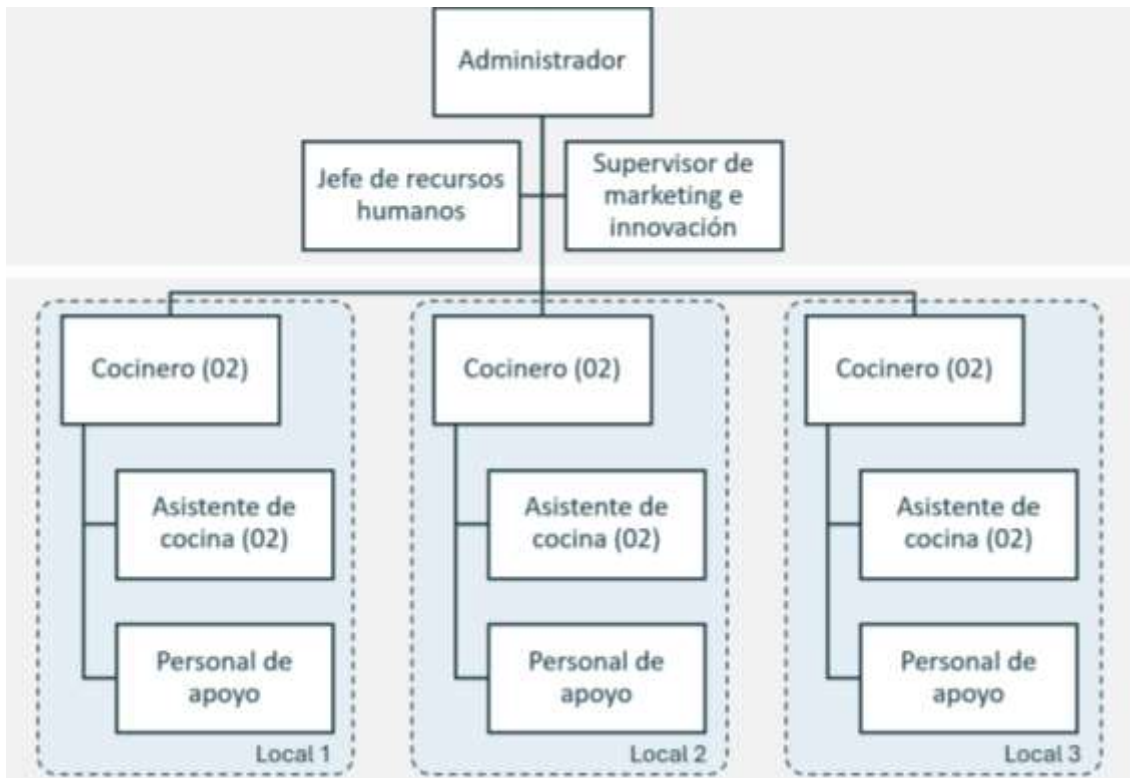 Administrador
Jefe de recursos
humanos
Supervisor de
marketing e
innovación
Cocinero (02)
Asistente de
cocina (02)
Personal de
apoyo
Local 1
Cocinero (02)
Asistente de
cocina (02)
Personal de
apoyo
Local 2
Cocinero (02)
Asistente de
cocina (02)
Personal de
apoyo
Local 3